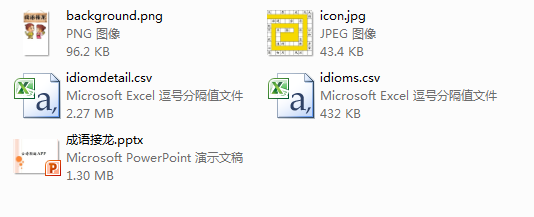 background.png
PNG 图像
96.2 KB
icon.jpg
JPEG 图像
43.4 KB
idiomdetail.csv
Microsoft Excel 逗号分隔值文件
2.27 MB
idioms.csv
Microsoft Excel 逗号分隔值文件
432 KB
成语接龙.pptx
Microsoft PowerPoint 演示文稿
1.30 MB